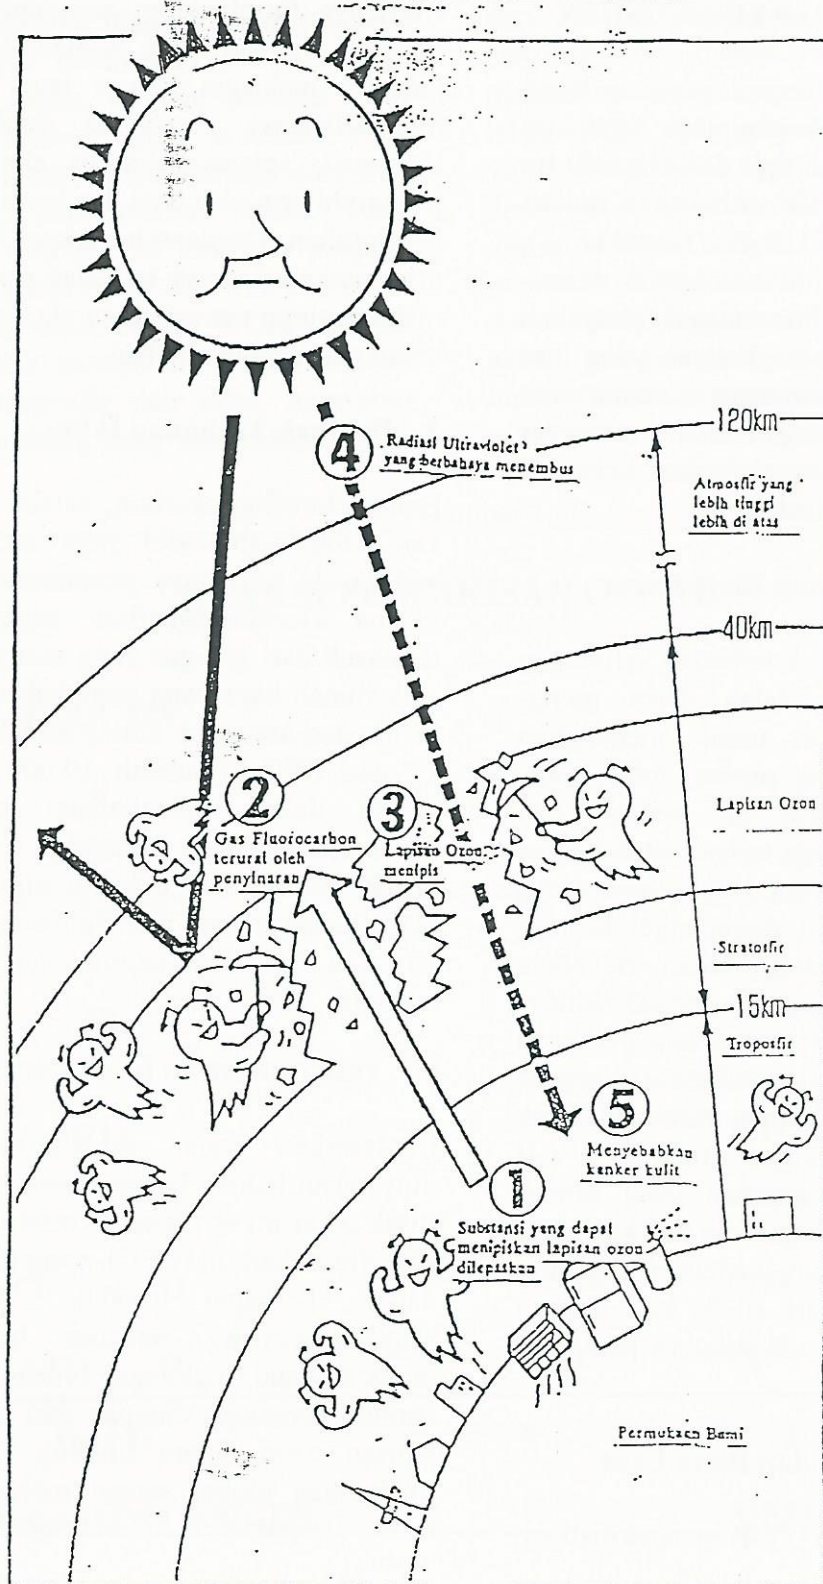 120km
4
Radiasi Ultraviolet
yang berbahaya menembus
Atmosfir yang
lebih tinggi
lebih di atas
40km
2
Gas Fluorocarbon
terurai oleh
penyinaran
3
Lapisan Ozon
menipis
Lapisan Ozon
Stratosfir
15km
Troposfir
5
Menyebabkan
kanker kulit
1
Substansi yang dapat
menipiskan lapisan ozon
dilepaskan
Permukaan Bumi